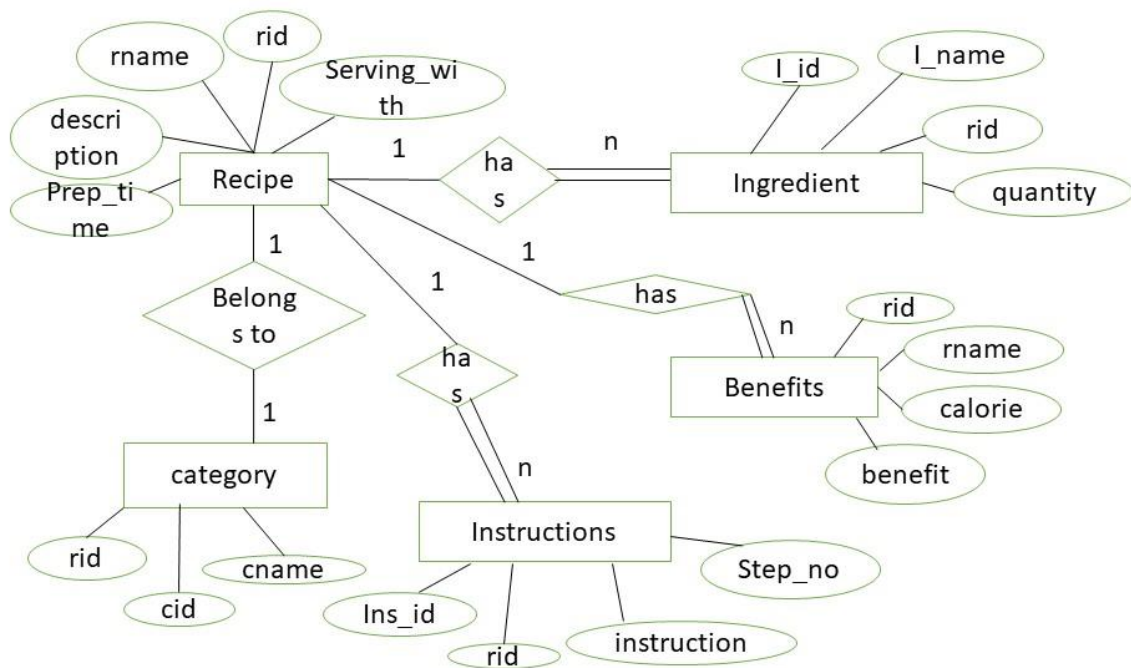 rid
rname
Serving_wi
th
descri
ption
Prep_ti
me
Recipe
1
ha
s
n
I_id
I_name
rid
quantity
Ingredient
1
Belong
s to
1
category
rid
cid
cname
1
ha
s
n
Instructions
Ins_id
rid
instruction
Step_no
1
has
n
Benefits
rid
rname
calorie
benefit